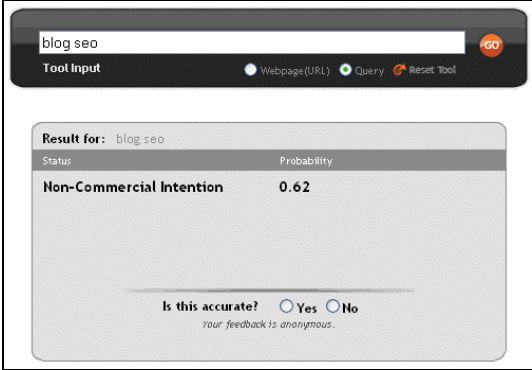 blog seo
GO
Tool Input Webpage(URL) Query Reset Tool
Result for: blog seo
Status Probability
Non-Commercial Intention 0.62
Is this accurate? Yes No
Your feedback is anonymous.